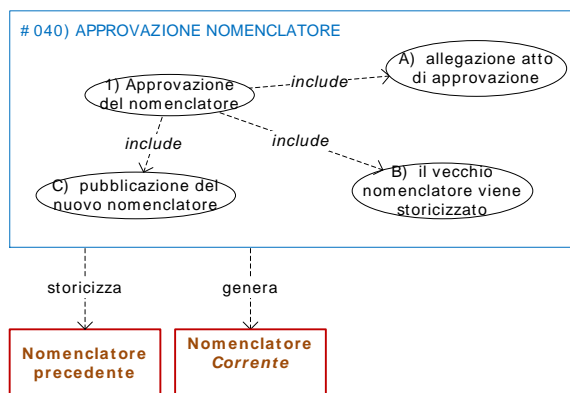 # 040) APPROVAZIONE NOMENCLATORE
A) allegazione atto
di approvazione
1) Approvazione
del nomenclatore
include
include
include
C) pubblicazione del
nuovo nomenclatore
B) il vecchio
nomenclatore viene
storicizzato
storicizza
genera
Nomenclatore
precedente
Nomenclatore
Corrente